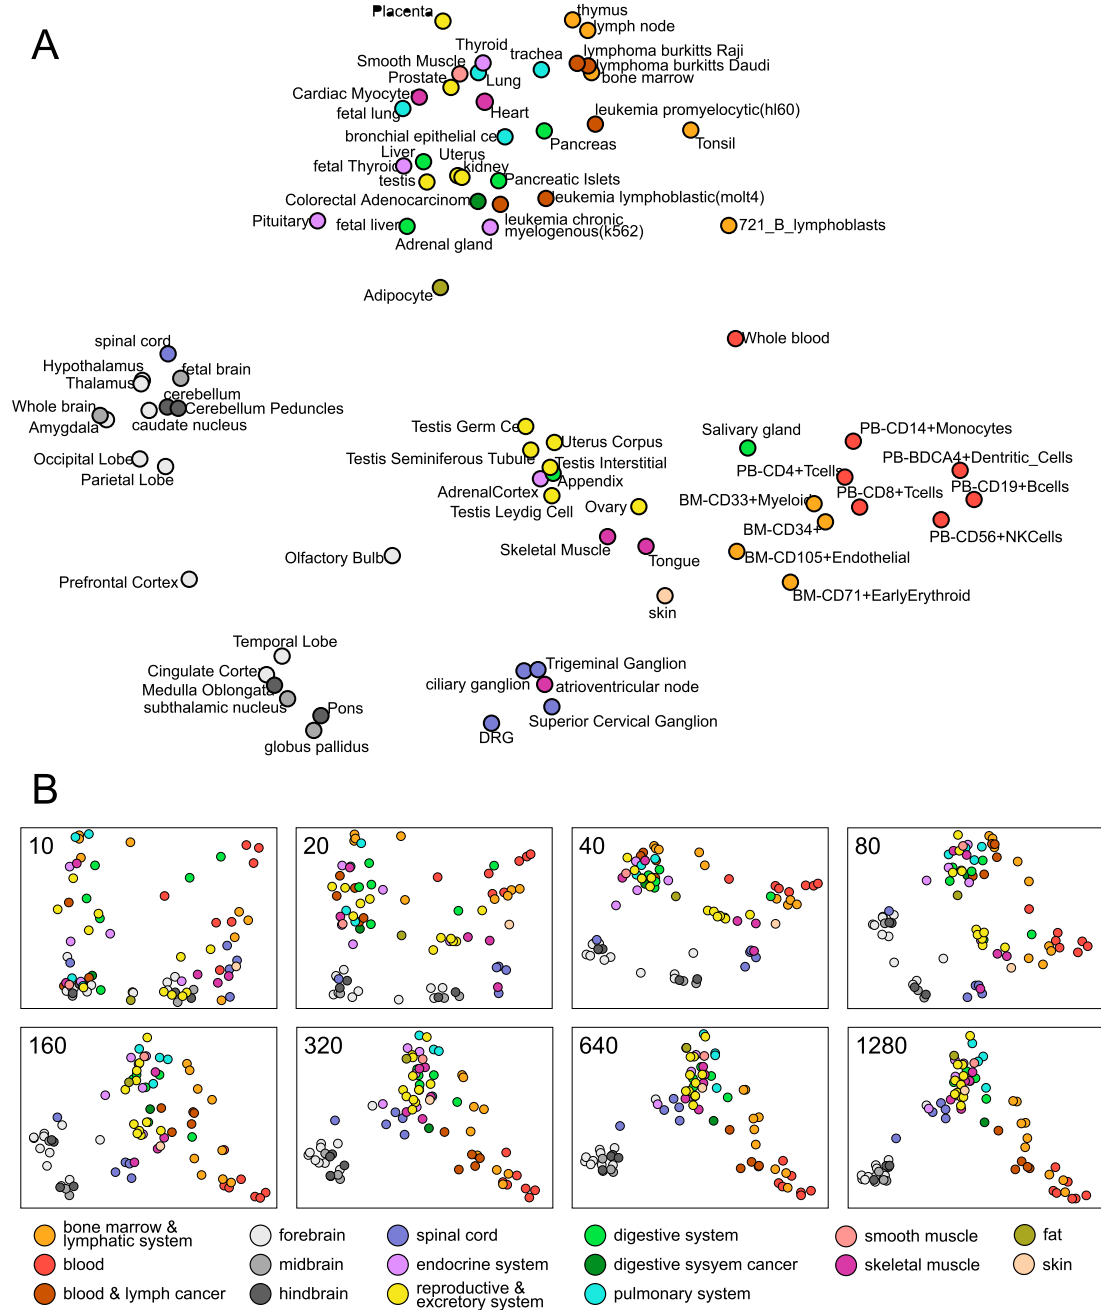 A
Placenta
thymus
lymph node
Thyroid
trachea
lymphoma burkitts Raji
Smooth Muscle
lymphoma burkitts Daudi
Prostate
Lung
bone marrow
Cardiac Myocyte
fetal lung
Heart
leukemia promyelocytic(hl60)
bronchial epithelial ce
Pancreas
Tonsil
Liver
Uterus
fetal Thyroid
kidney
testis
Pancreatic Islets
Colorectal Adenocarcinom
leukemia lymphoblastic(molt4)
Pituitary
fetal liver
leukemia chronic
myelogenous(k562)
721_B_lymphoblasts
Adrenal gland
Adipocyte
spinal cord
Whole blood
Hypothalamus
fetal brain
Thalamus
cerebellum
Whole brain
Cerebellum Peduncles
Amygdala
caudate nucleus
Testis Germ Ce
Salivary gland
PB-CD14+Monocytes
Uterus Corpus
Occipital Lobe
Testis Seminiferous Tubule
Testis Interstitial
PB-BDCA4+Dentritic_Cells
Parietal Lobe
PB-CD4+Tcells
Appendix
PB-CD8+Tcells
PB-CD19+Bcells
AdrenalCortex
BM-CD33+Myeloid
Testis Leydig Cell
Ovary
BM-CD34+
PB-CD56+NKCells
Skeletal Muscle
Olfactory Bulb
Tongue
BM-CD105+Endothelial
Prefrontal Cortex
BM-CD71+EarlyErythroid
skin
Temporal Lobe
Cingulate Corte
Trigeminal Ganglion
Medulla Oblongata
ciliary ganglion
atrioventricular node
subthalamic nucleus
Pons
Superior Cervical Ganglion
globus pallidus
DRG
B
10
20
40
80
160
320
640
1280
bone marrow &
lymphatic system
forebrain
spinal cord
digestive system
smooth muscle
fat
blood
midbrain
endocrine system
digestive sysyem cancer
skeletal muscle
skin
blood & lymph cancer
hindbrain
reproductive &
excretory system
pulmonary system